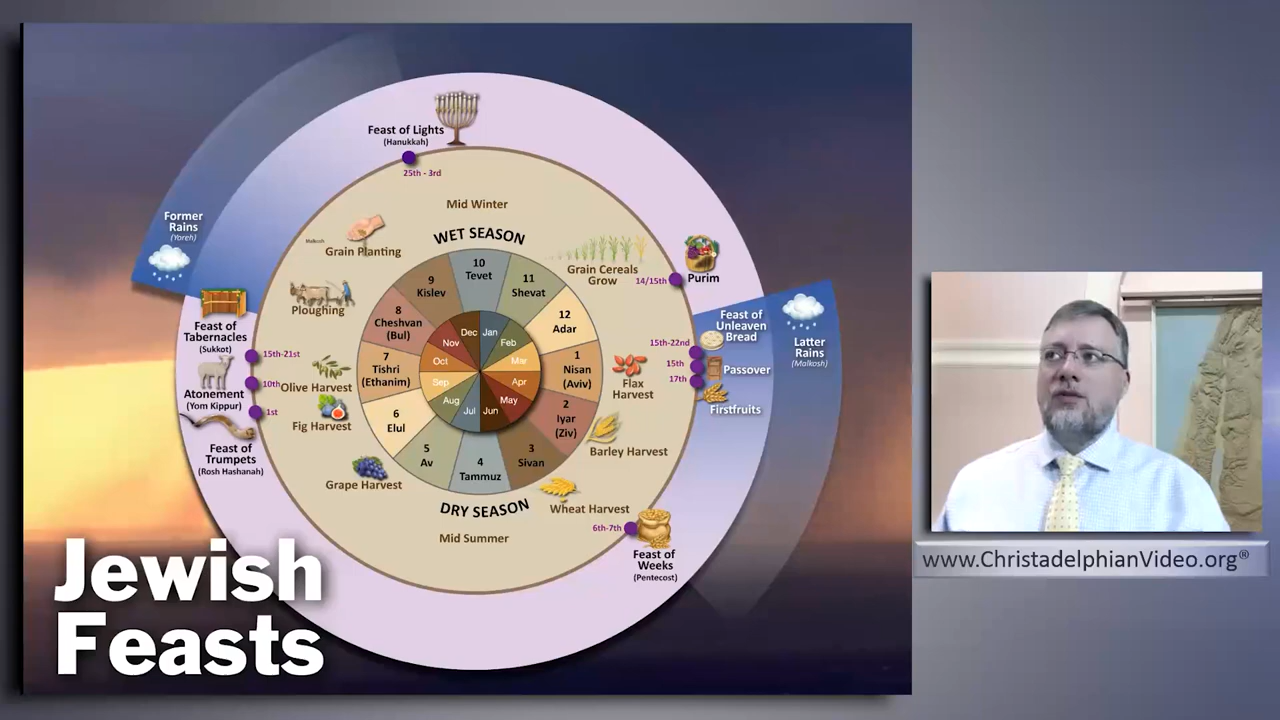 Feast of Lights
(Hanukkah)
25th - 3rd
Mid Winter
WET SEASON
Former
Rains
(Yoreh)
Malkosh
Grain Planting
Grain Cereals
Grow
14/15th
Purim
Ploughing
Feast of
Tabernacles
(Sukkot)
15th-21st
Atonement
(Yom Kippur)
10th
1st
Feast of
Trumpets
(Rosh Hashanah)
Olive Harvest
Fig Harvest
Grape Harvest
10
Tevet
11
Shevat
12
Adar
1
Nisan
(Aviv)
2
Iyar
(Ziv)
3
Sivan
4
Tammuz
5
Av
6
Elul
7
Tishri
(Ethanim)
8
Cheshvan
(Bul)
9
Kislev
Jan
Feb
Mar
Apr
May
Jun
Jul
Aug
Sep
Oct
Nov
Dec
Feast of
Unleaven
Bread
15th-22nd
15th
Passover
17th
Firstfruits
Latter
Rains
(Malkosh)
Flax
Harvest
Barley Harvest
Wheat Harvest
6th-7th
Feast of
Weeks
(Pentecost)
DRY SEASON
Mid Summer
Jewish
Feasts
www.ChristadelphianVideo.org®